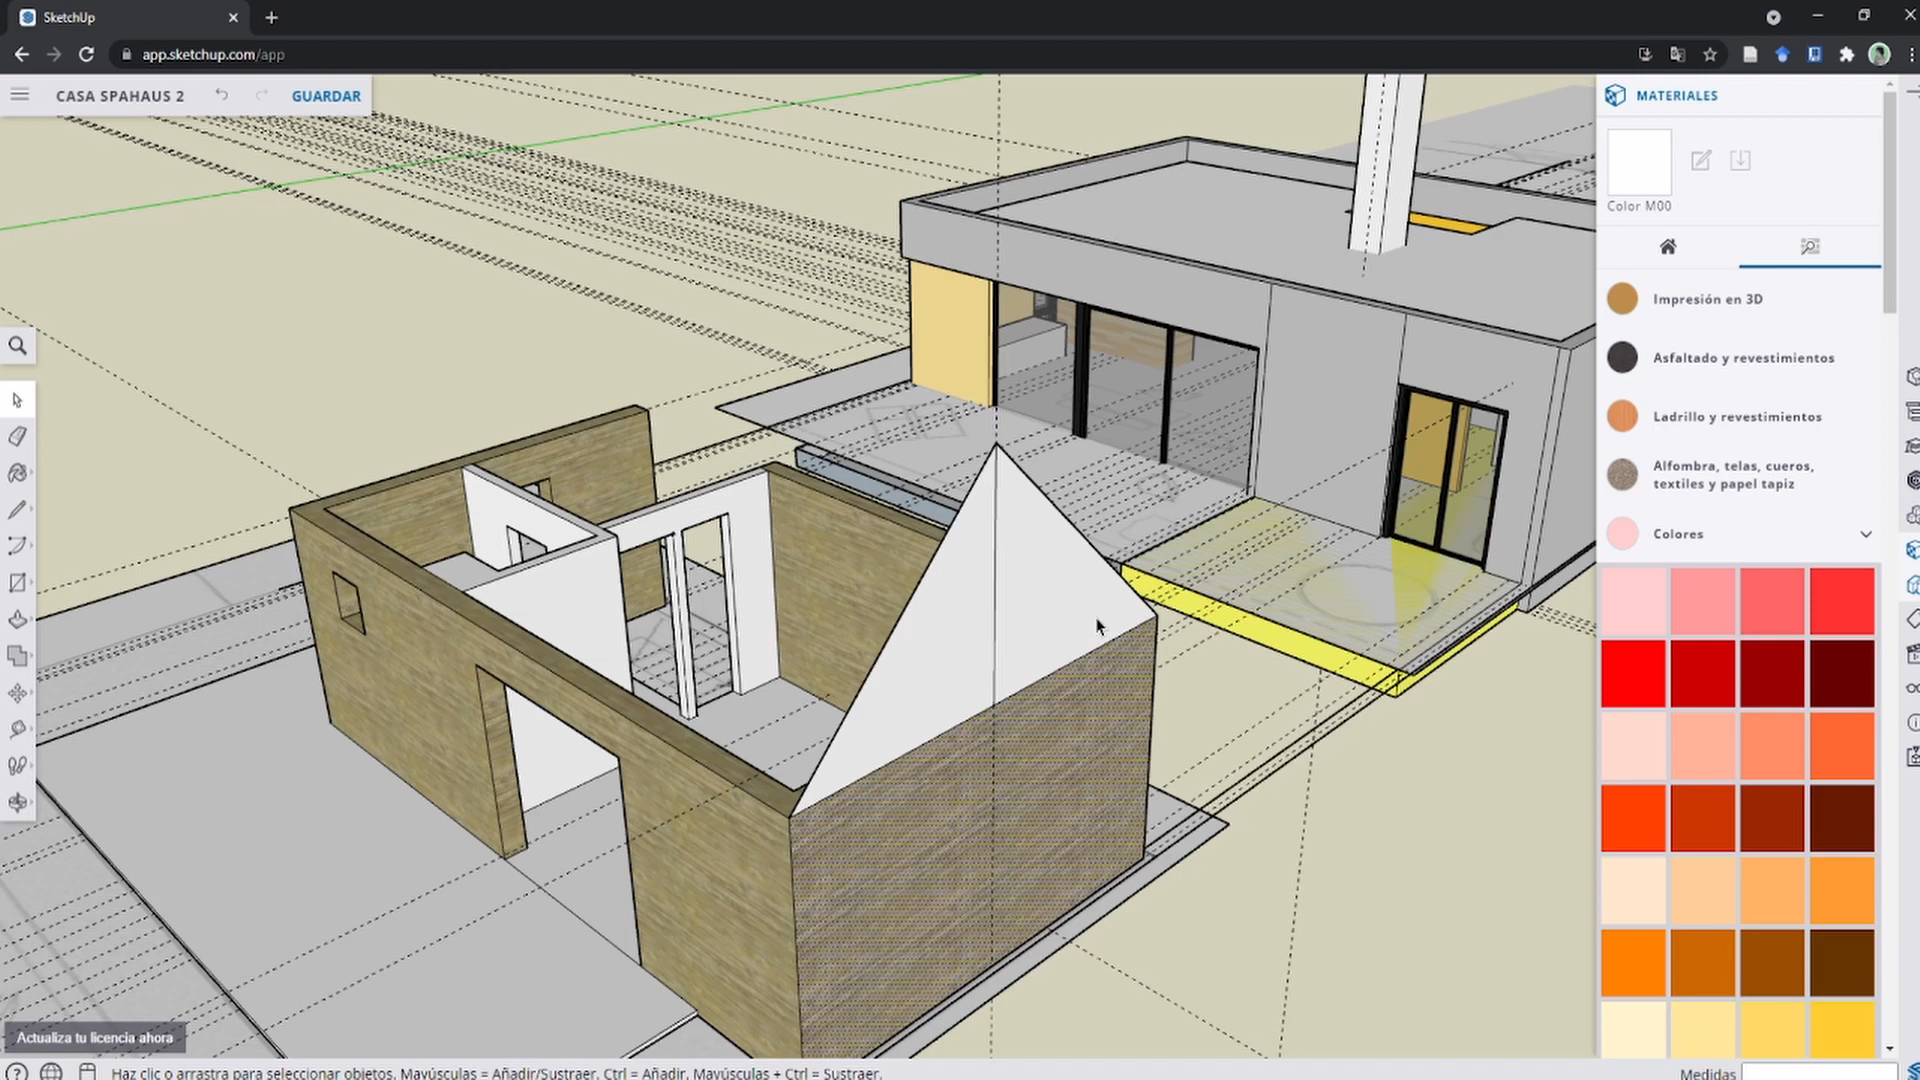 SketchUp
app.sketchup.com/app
CASA SPAHAUS 2
GUARDAR
MATERIALES
Color M00
Impresión en 3D
Asfaltado y revestimientos
Ladrillo y revestimientos
Alfombra, telas, cueros,
textiles y papel tapiz
Colores
Actualiza tu licencia ahora
Haz clic o arrastra para seleccionar objetos. Mayúsculas = Añadir/Sustraer. Ctrl = Añadir. Mayúsculas + Ctrl = Sustraer.
Medidas